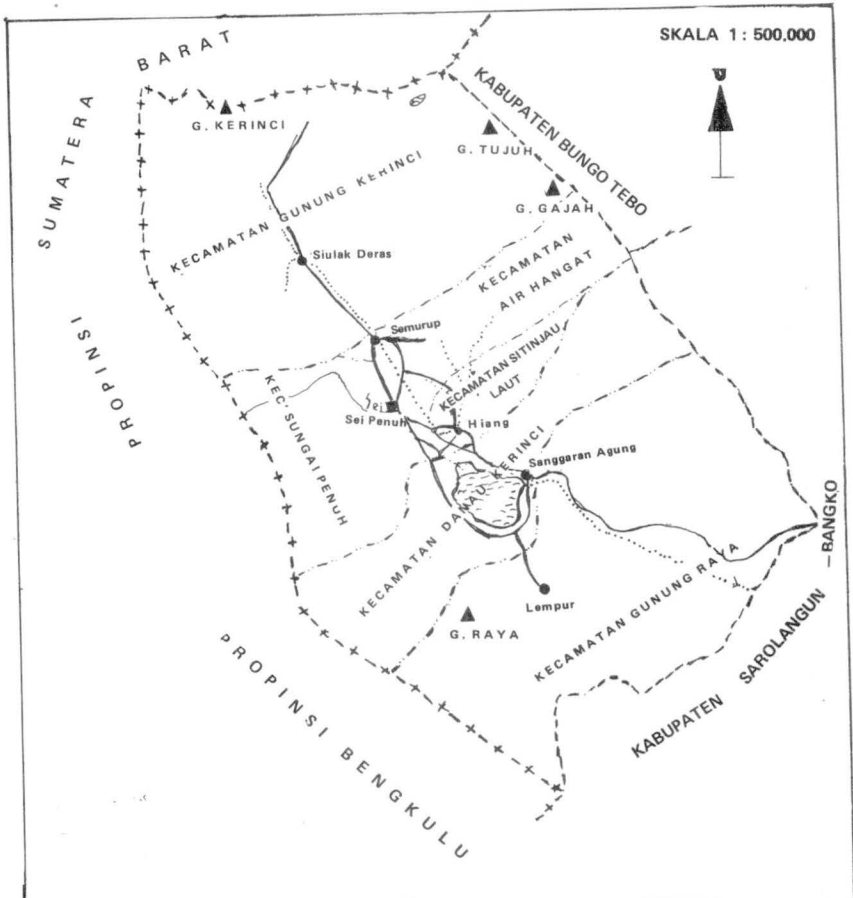 SKALA 1 : 500,000
U
SUMATERA BARAT
PROPINSI
G. KERINCI
G. TUJUH
KABUPATEN BUNGO TEBO
G. GAJAH
KECAMATAN GUNUNG KERINCI
Siulak Deras
KECAMATAN
AIR HANGAT
Semurup
KECAMATAN SITINJAU
LAUT
KEC. SUNGAI PENUH
Sei Penuh
Hiang
Sanggaran Agung
KECAMATAN DANAU KERINCI
Lempur
G. RAYA
KECAMATAN GUNUNG RAYA
KABUPATEN SAROLANGUN
–BANGKO
PROPINSI BENGKULU